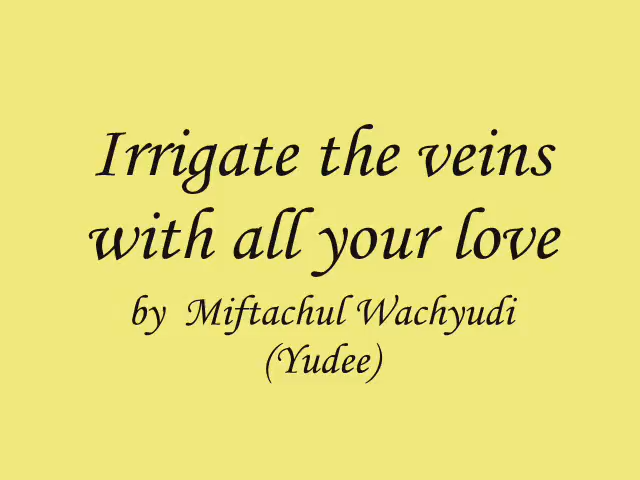 Irrigate the veins
with all your love
by Miftachul Wachyudi
(Yudee)